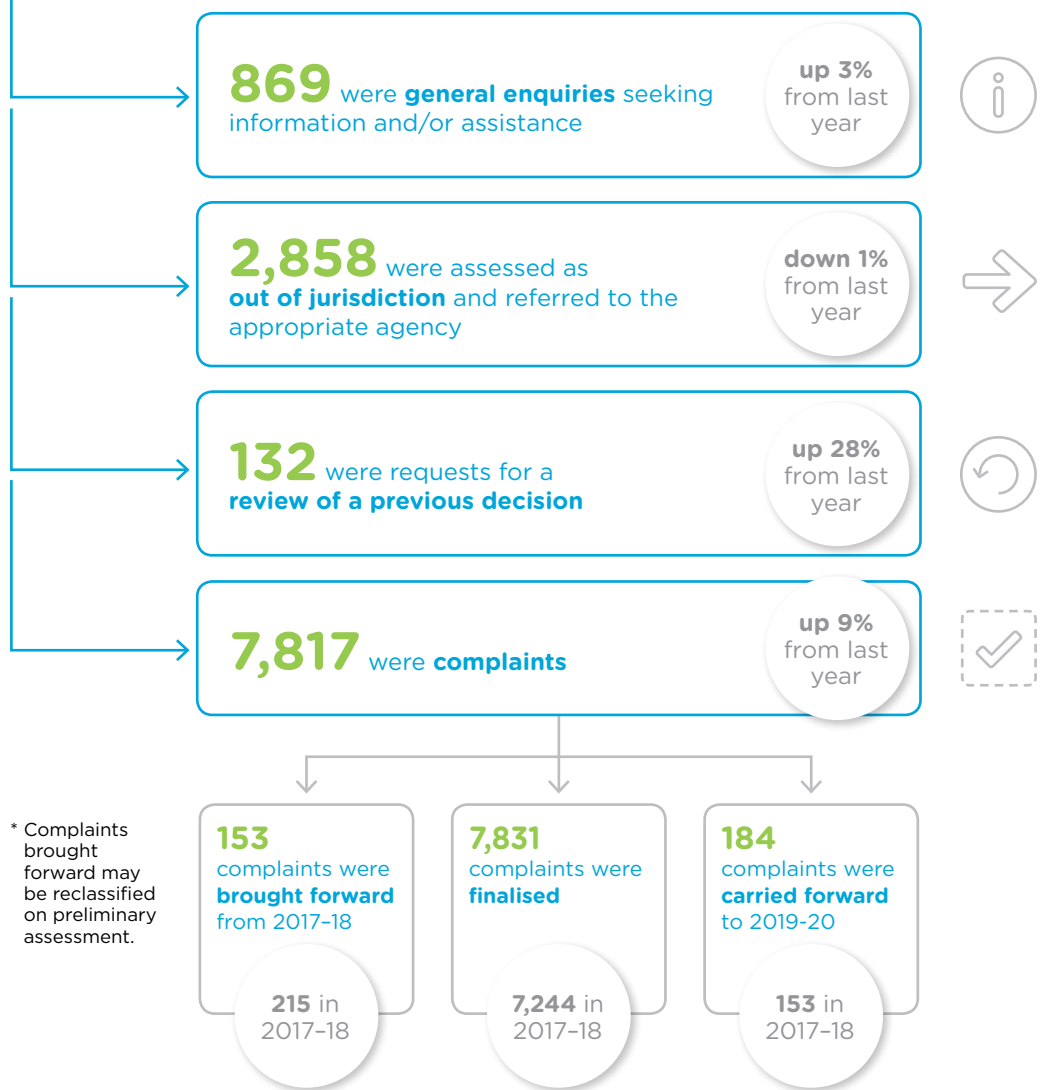 869 were general enquiries seeking
information and/or assistance
up 3%
from last
year
2,858 were assessed as
out of jurisdiction and referred to the
appropriate agency
down 1%
from last
year
132 were requests for a
review of a previous decision
up 28%
from last
year
7,817 were complaints
up 9%
from last
year
* Complaints
brought
forward may
be reclassified
on preliminary
assessment.
153
complaints were
brought forward
from 2017–18
215 in
2017–18
7,831
complaints were
finalised
7,244 in
2017–18
184
complaints were
carried forward
to 2019-20
153 in
2017–18